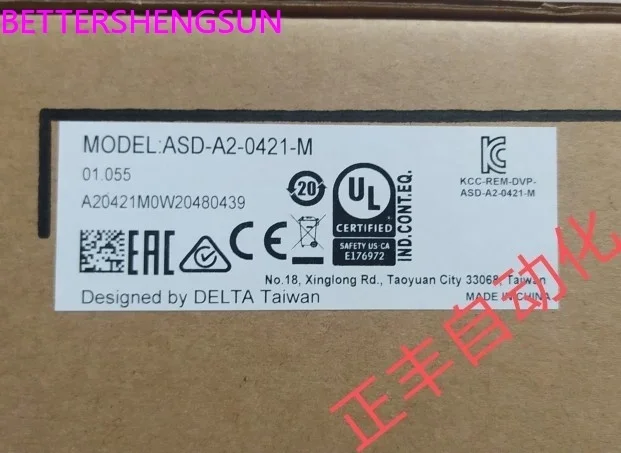 BETTERSHENGSUN
MODEL:ASD-A2-0421-M
01.055
A20421M0W20480439
20
UL
CERTIFIED
SAFETY US·CA
E176972
IND.CONT.EQ.
KCC-REM-DVP-
ASD-A2-0421-M
EAC
CE
No.18, Xinglong Rd., Taoyuan City 33068, Taiwan
Designed by DELTA Taiwan
MADE IN CHINA
正丰自动化